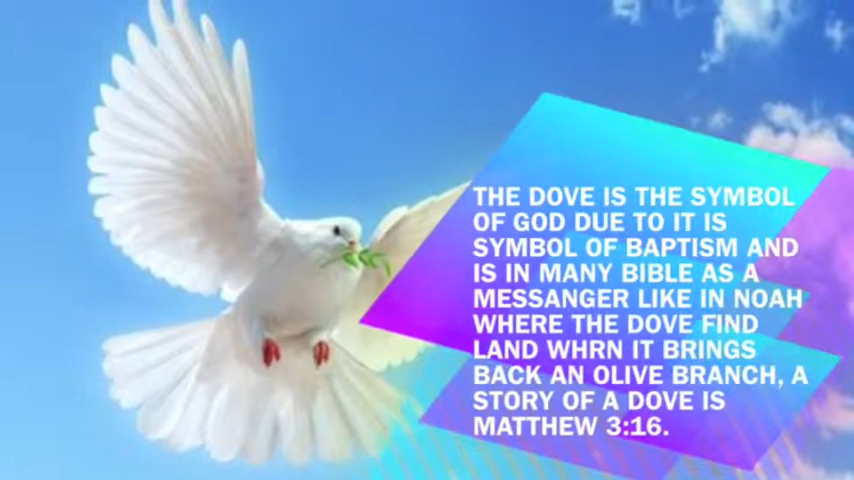 THE DOVE IS THE SYMBOL
OF GOD DUE TO IT IS
SYMBOL OF BAPTISM AND
IS IN MANY BIBLE AS A
MESSANGER LIKE IN NOAH
WHERE THE DOVE FIND
LAND WHRN IT BRINGS
BACK AN OLIVE BRANCH, A
STORY OF A DOVE IS
MATTHEW 3:16.